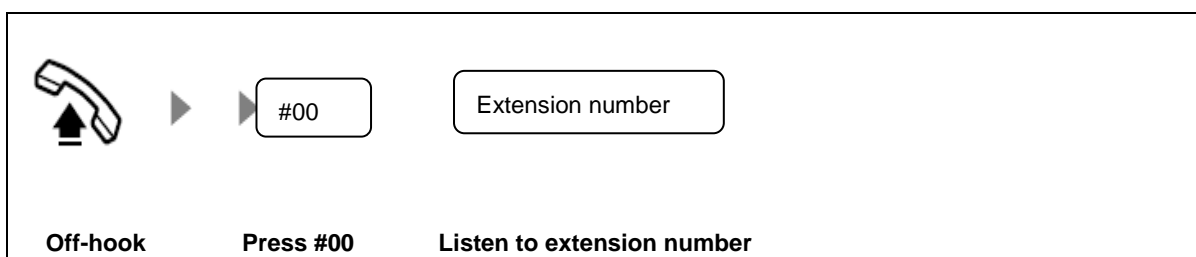 #00 Extension number
Off-hook Press #00 Listen to extension number